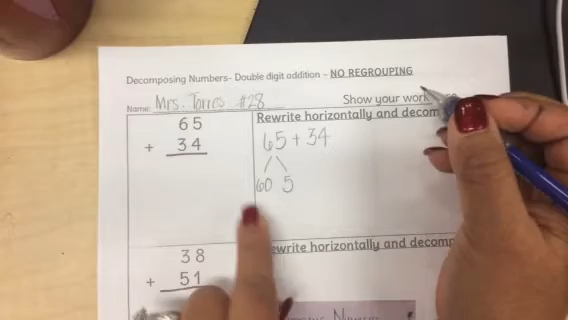 Decomposing Numbers- Double digit addition - NO REGROUPING
Name: Mrs. Torres #28
Show your work
65
+ 34
Rewrite horizontally and decom
65 + 34
60 5
38
+ 51
ewrite horizontally and decomp